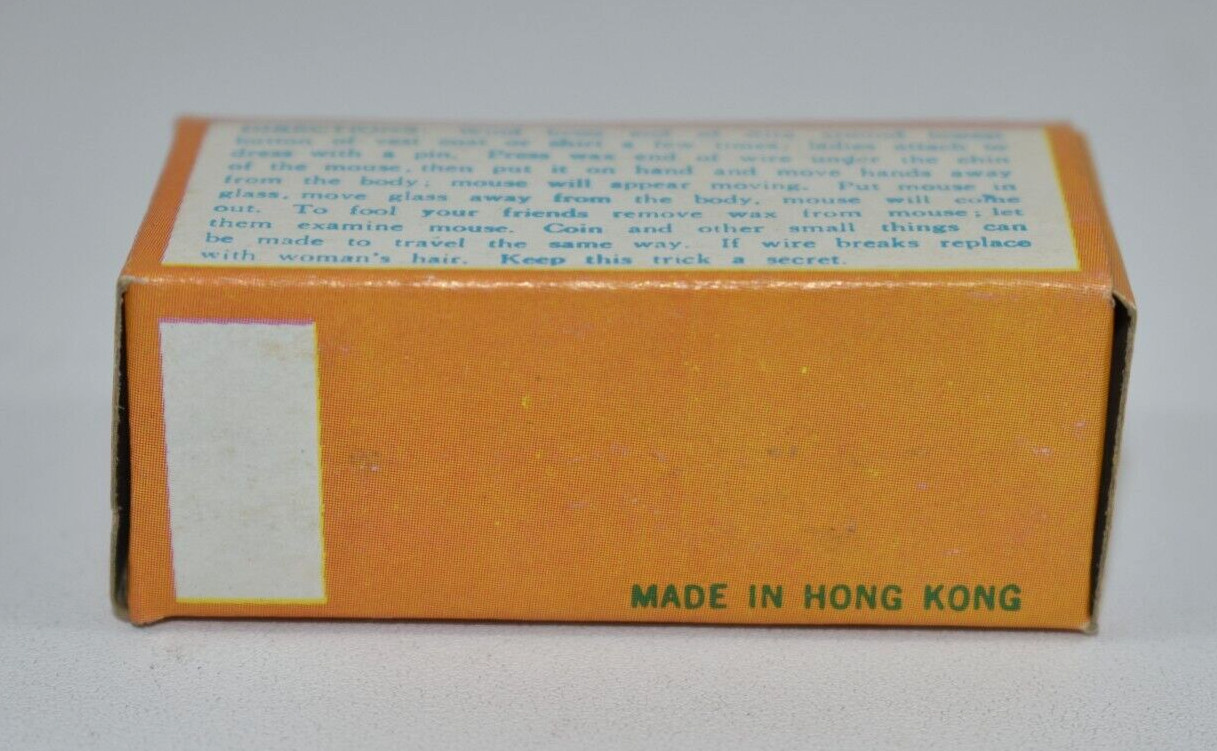 DIRECTIONS: Wind loose end of wire around lowest
button of vest coat or shirt a few times; ladies attach to
dress with a pin. Press wax end of wire under the chin
of the mouse, then put it on hand and move hands away
from the body; mouse will appear moving. Put mouse in
glass, move glass away from the body, mouse will come
out. To fool your friends remove wax from mouse; let
them examine mouse. Coin and other small things can
be made to travel the same way. If wire breaks replace
with woman's hair. Keep this trick a secret.
MADE IN HONG KONG